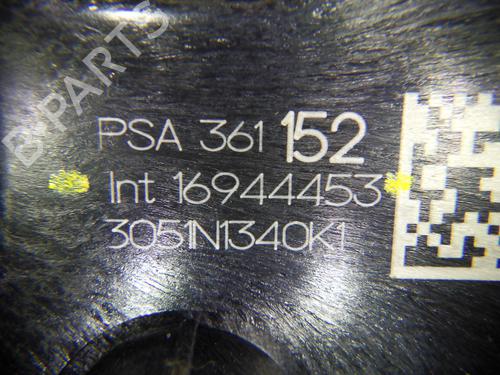 B-PARTS
PSA 361 152
Int 16944453
3051N1340K1